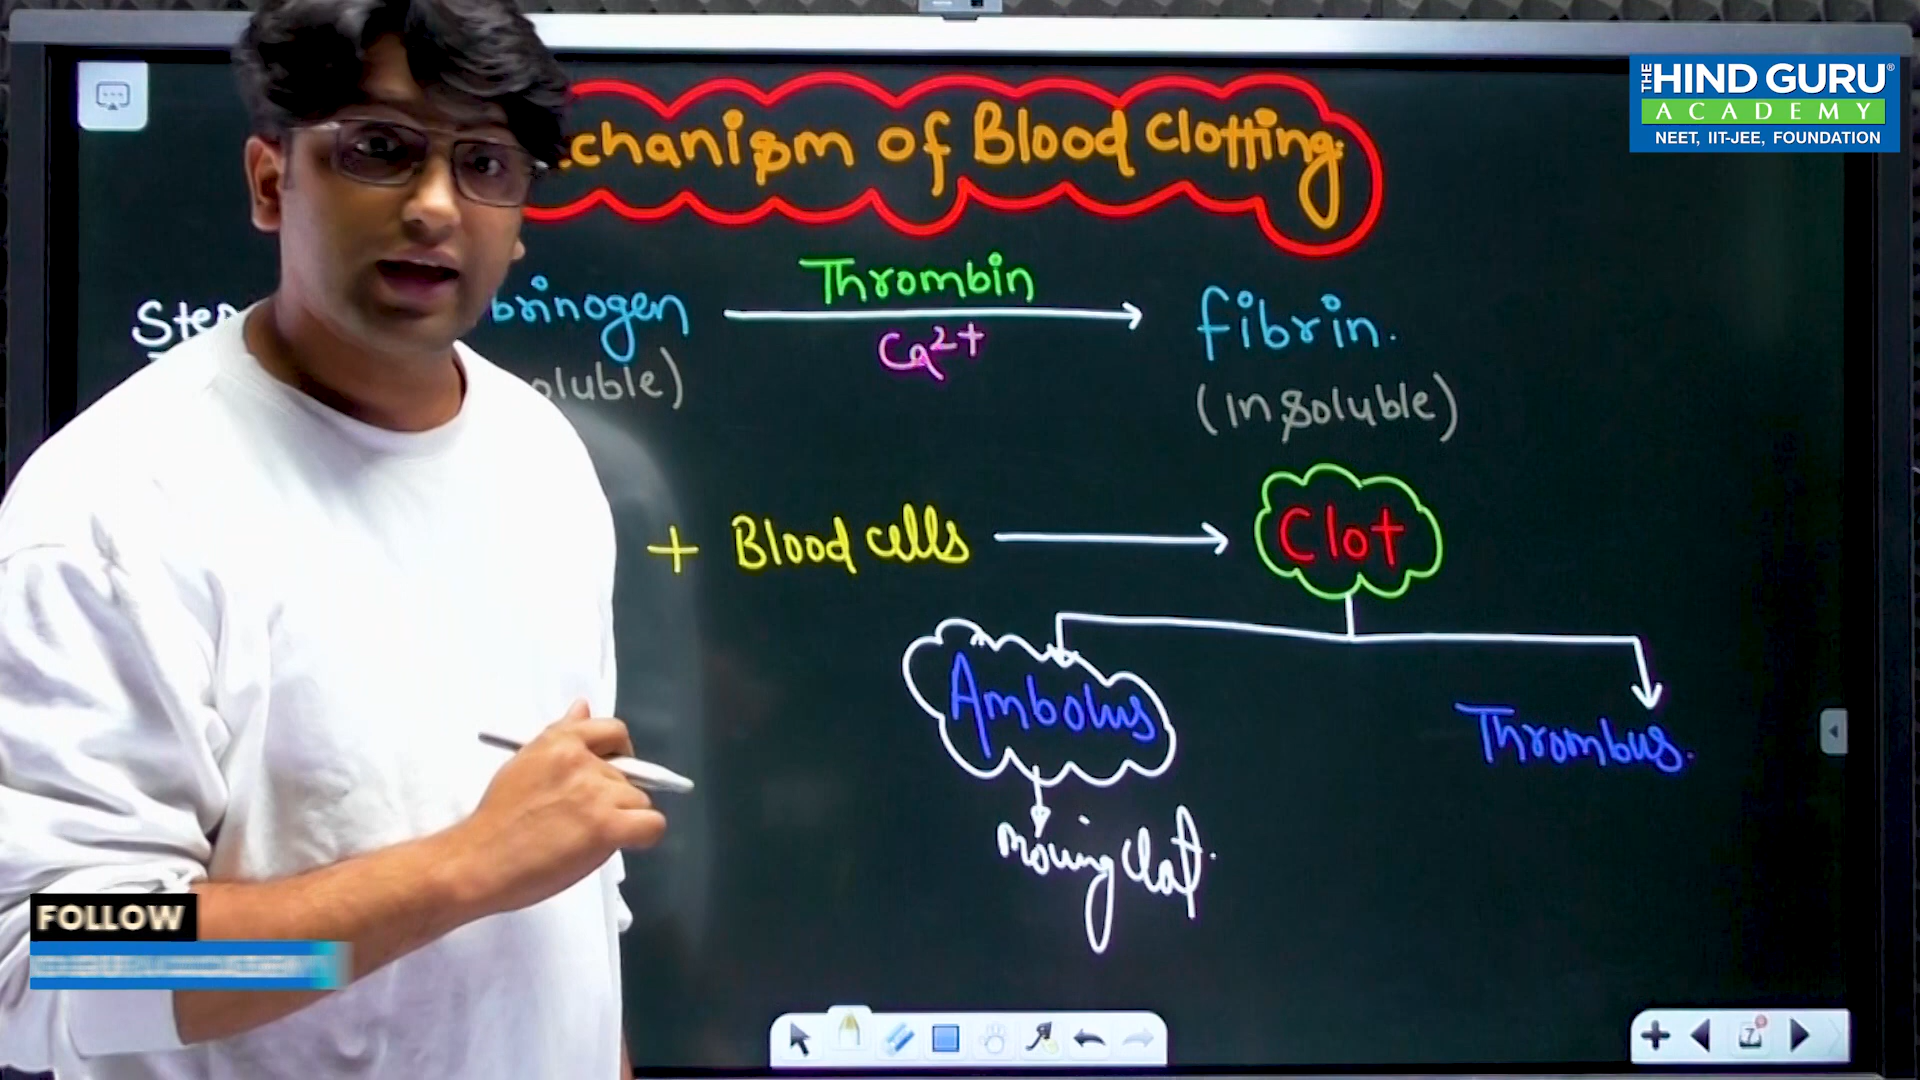 THE HIND GURU®
ACADEMY
NEET, IIT-JEE, FOUNDATION
chanism of Blood Clotting:
Step
brinogen
Thrombin
Ca²⁺
fibrin.
oluble)
(insoluble)
+ Blood cells
Clot
Ambolus
Thrombus.
moving clot.
FOLLOW